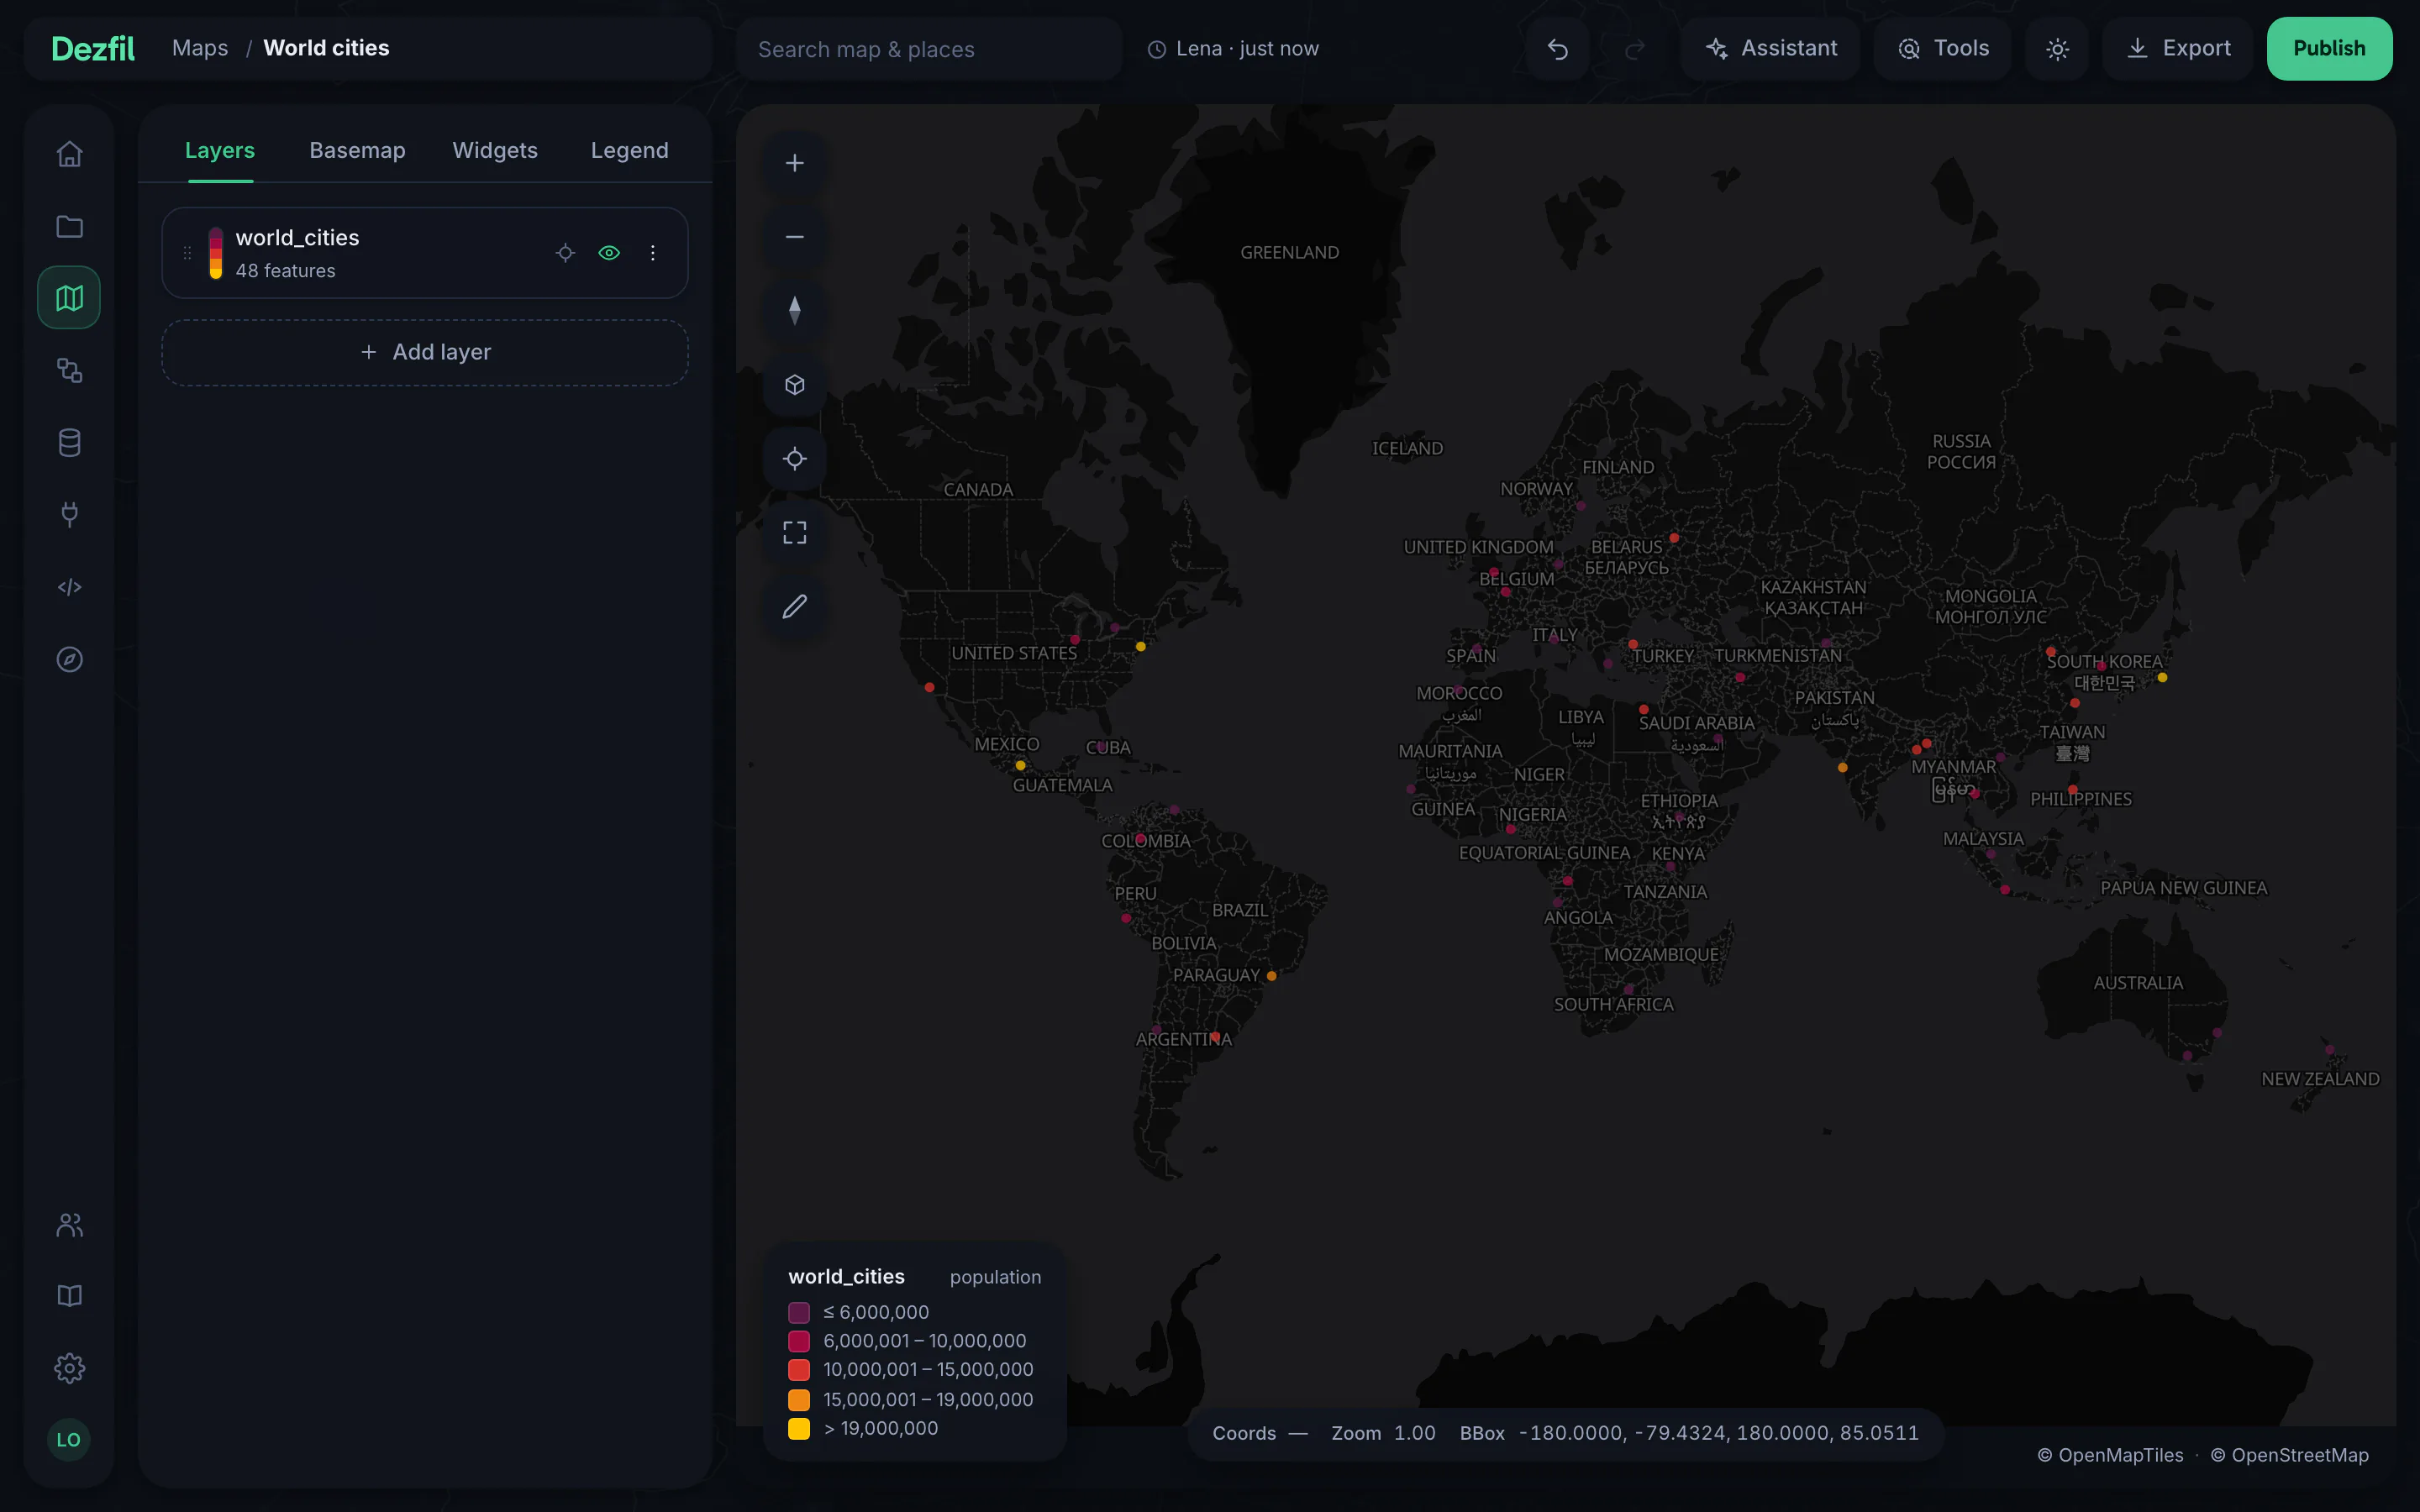 Dezfil
Maps / World cities
Search map & places
Lena · just now
Assistant
Tools
Export
Publish
Layers
Basemap
Widgets
Legend
world_cities
48 features
+ Add layer
GREENLAND
ICELAND
RUSSIA
РОССИЯ
FINLAND
NORWAY
CANADA
UNITED KINGDOM
BELARUS
БЕЛАРУСЬ
BELGIUM
KAZAKHSTAN
ҚАЗАҚСТАН
MONGOLIA
МОНГОЛ УЛС
UNITED STATES
ITALY
SPAIN
TURKEY
TURKMENISTAN
SOUTH KOREA
대한민국
MOROCCO
المغرب
PAKISTAN
پاکستان
LIBYA
ليبيا
SAUDI ARABIA
السعودية
TAIWAN
臺灣
MEXICO
CUBA
MAURITANIA
موريتانيا
NIGER
MYANMAR
မြန်မာ
GUATEMALA
GUINEA
NIGERIA
ETHIOPIA
ኢትዮጵያ
PHILIPPINES
COLOMBIA
EQUATORIAL GUINEA
KENYA
MALAYSIA
PERU
BRAZIL
TANZANIA
PAPUA NEW GUINEA
ANGOLA
BOLIVIA
MOZAMBIQUE
PARAGUAY
AUSTRALIA
SOUTH AFRICA
ARGENTINA
NEW ZEALAND
world_cities population
≤ 6,000,000
6,000,001 – 10,000,000
10,000,001 – 15,000,000
15,000,001 – 19,000,000
> 19,000,000
Coords — Zoom 1.00 BBox -180.0000, -79.4324, 180.0000, 85.0511
© OpenMapTiles · © OpenStreetMap
LO